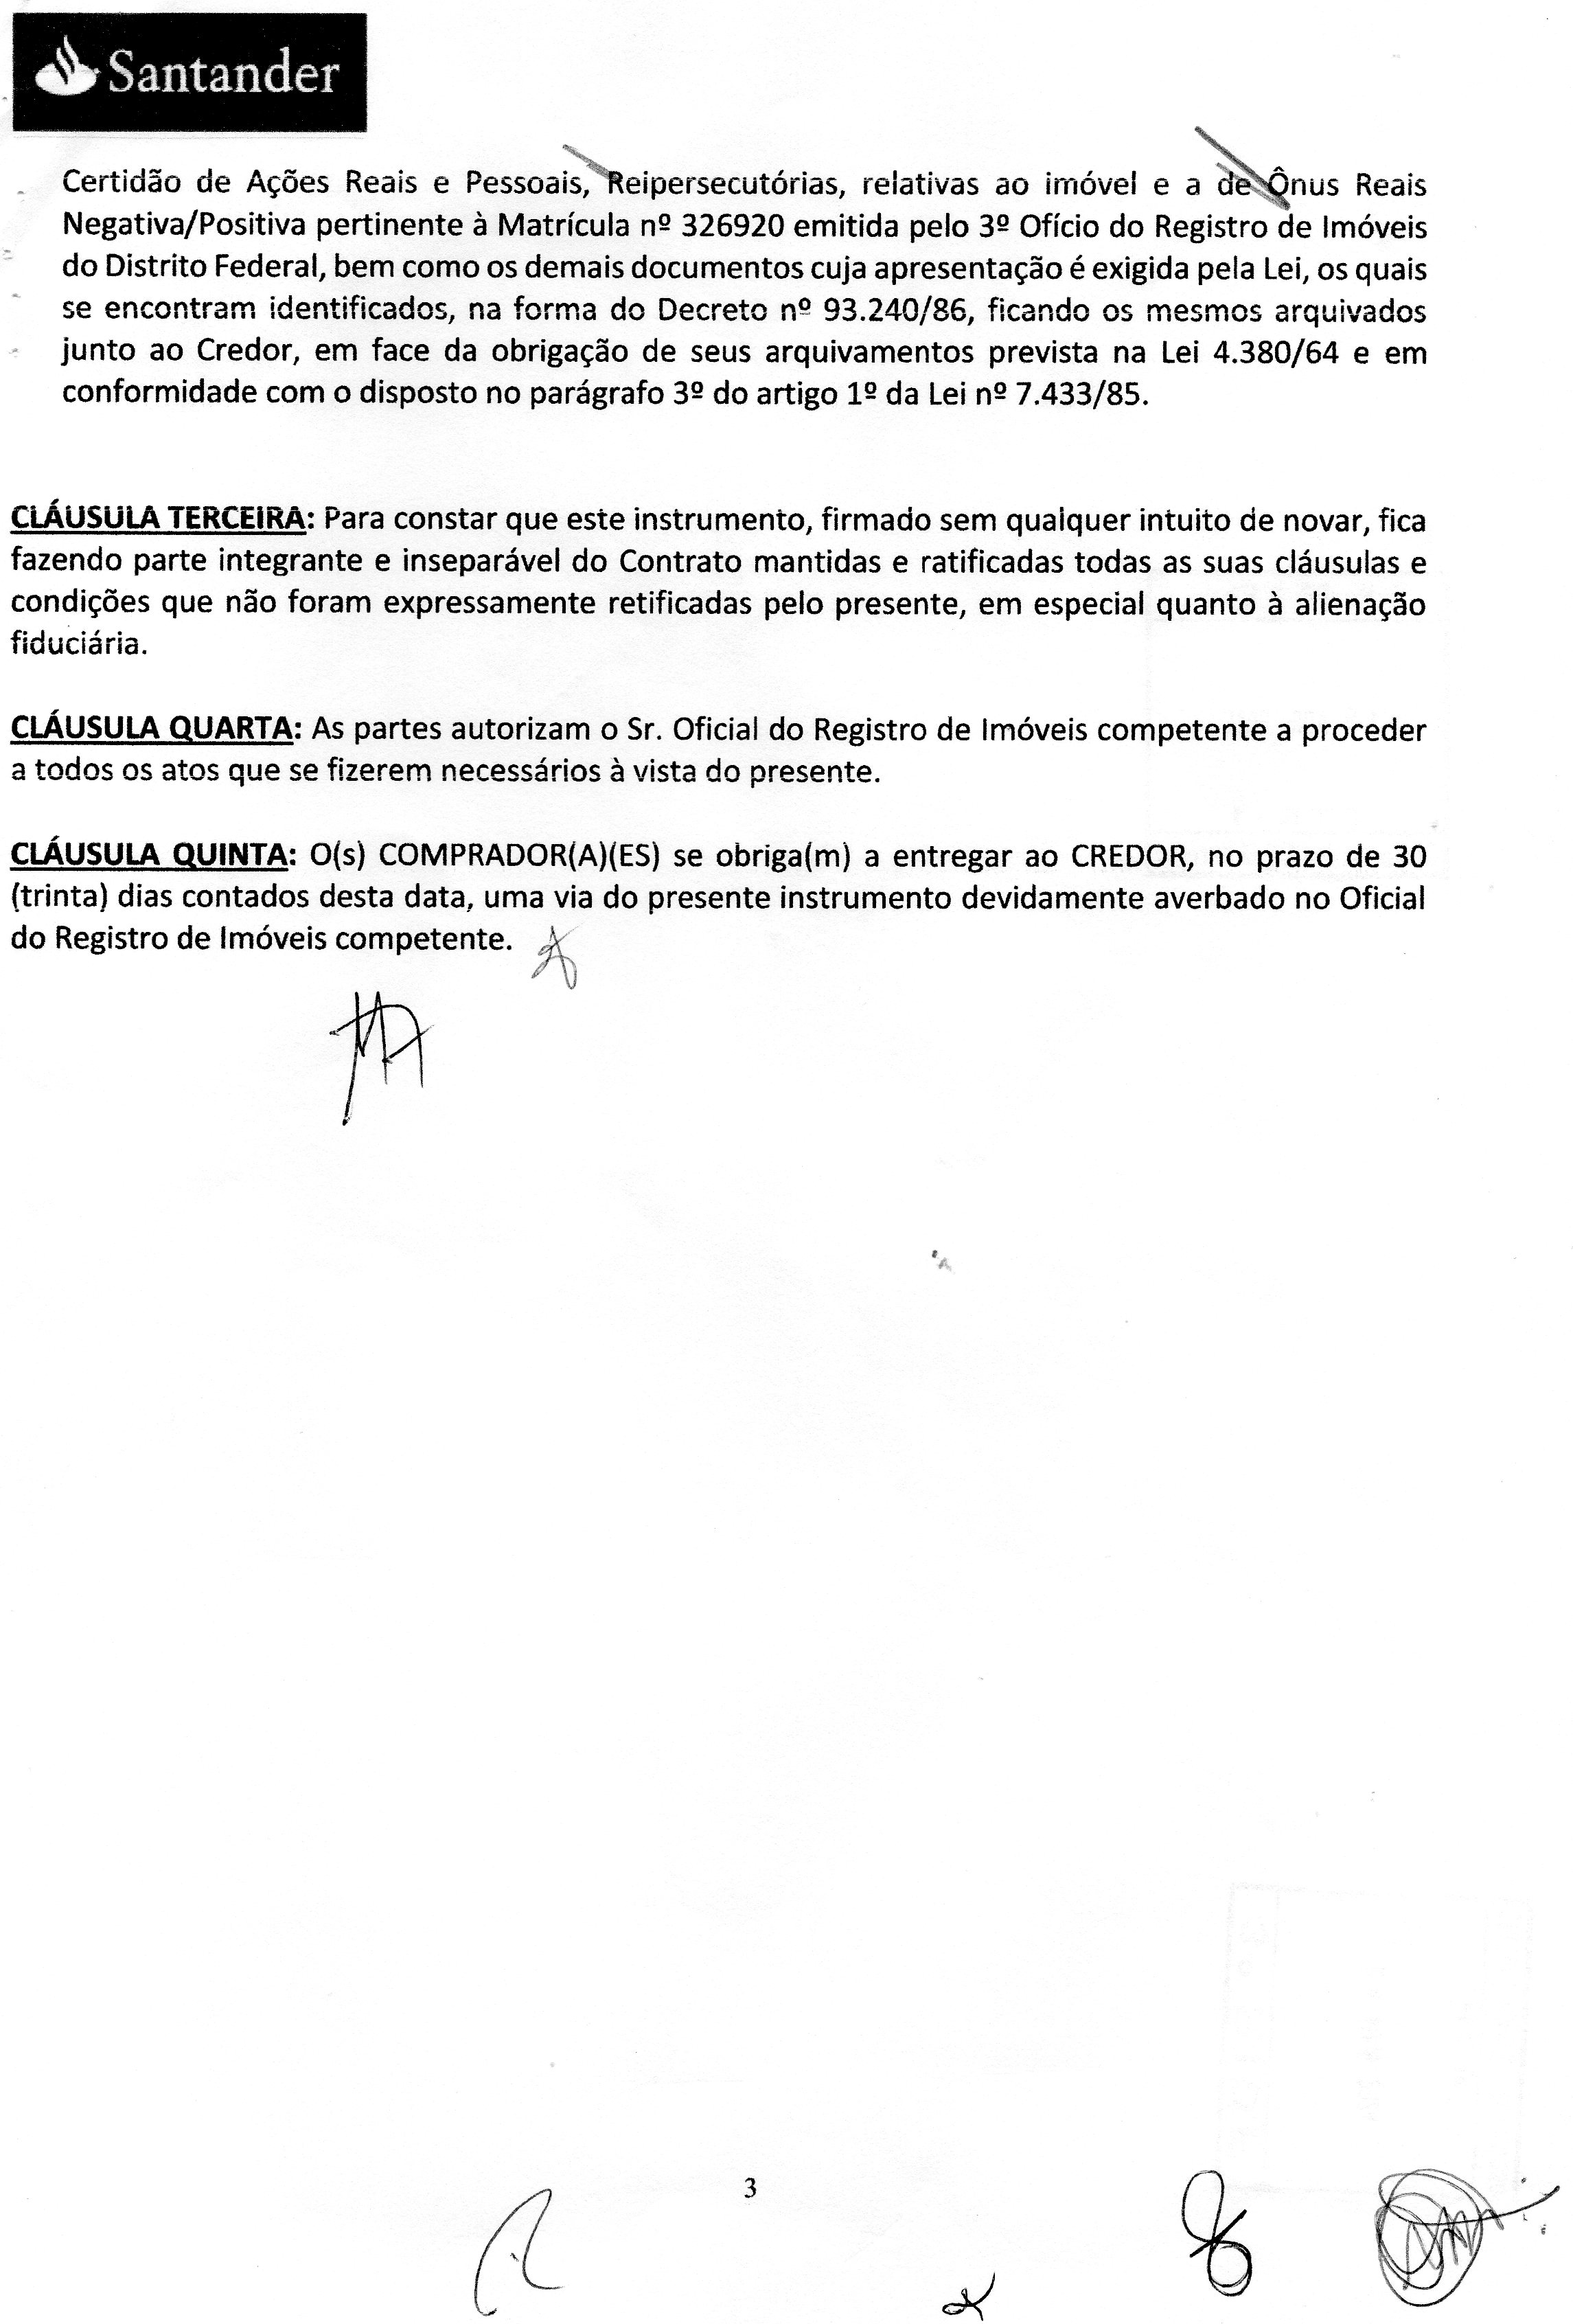 Santander
Certidão de Ações Reais e Pessoais, Reipersecutórias, relativas ao imóvel e a de Ônus Reais
Negativa/Positiva pertinente à Matrícula nº 326920 emitida pelo 3º Ofício do Registro de Imóveis
do Distrito Federal, bem como os demais documentos cuja apresentação é exigida pela Lei, os quais
se encontram identificados, na forma do Decreto nº 93.240/86, ficando os mesmos arquivados
junto ao Credor, em face da obrigação de seus arquivamentos prevista na Lei 4.380/64 e em
conformidade com o disposto no parágrafo 3º do artigo 1º da Lei nº 7.433/85.
CLÁUSULA TERCEIRA: Para constar que este instrumento, firmado sem qualquer intuito de novar, fica
fazendo parte integrante e inseparável do Contrato mantidas e ratificadas todas as suas cláusulas e
condições que não foram expressamente retificadas pelo presente, em especial quanto à alienação
fiduciária.
CLÁUSULA QUARTA: As partes autorizam o Sr. Oficial do Registro de Imóveis competente a proceder
a todos os atos que se fizerem necessários à vista do presente.
CLÁUSULA QUINTA: O(s) COMPRADOR(A)(ES) se obriga(m) a entregar ao CREDOR, no prazo de 30
(trinta) dias contados desta data, uma via do presente instrumento devidamente averbado no Oficial
do Registro de Imóveis competente.
3